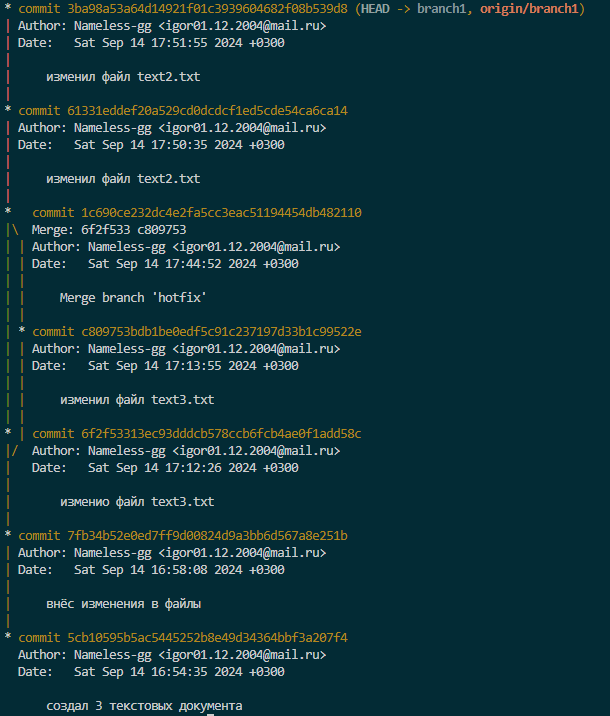 * commit 3ba98a53a64d14921f01c3939604682f08b539d8 (HEAD -> branch1, origin/branch1)
| Author: Nameless-gg <igor01.12.2004@mail.ru>
| Date:   Sat Sep 14 17:51:55 2024 +0300
|
|     изменил файл text2.txt
|
* commit 61331eddef20a529cd0dcdcf1ed5cde54ca6ca14
| Author: Nameless-gg <igor01.12.2004@mail.ru>
| Date:   Sat Sep 14 17:50:35 2024 +0300
|
|     изменил файл text2.txt
|
*   commit 1c690ce232dc4e2fa5cc3eac51194454db482110
|\  Merge: 6f2f533 c809753
| | Author: Nameless-gg <igor01.12.2004@mail.ru>
| | Date:   Sat Sep 14 17:44:52 2024 +0300
| |
| |     Merge branch 'hotfix'
| |
| * commit c809753bdb1be0edf5c91c237197d33b1c99522e
| | Author: Nameless-gg <igor01.12.2004@mail.ru>
| | Date:   Sat Sep 14 17:13:55 2024 +0300
| |
| |     изменил файл text3.txt
| |
* | commit 6f2f53313ec93dddcb578ccb6fcb4ae0f1add58c
|/  Author: Nameless-gg <igor01.12.2004@mail.ru>
|   Date:   Sat Sep 14 17:12:26 2024 +0300
|
|       изменио файл text3.txt
|
* commit 7fb34b52e0ed7ff9d00824d9a3bb6d567a8e251b
| Author: Nameless-gg <igor01.12.2004@mail.ru>
| Date:   Sat Sep 14 16:58:08 2024 +0300
|
|     внёс изменения в файлы
|
* commit 5cb10595b5ac5445252b8e49d34364bbf3a207f4
  Author: Nameless-gg <igor01.12.2004@mail.ru>
  Date:   Sat Sep 14 16:54:35 2024 +0300

      создал 3 текстовых документа